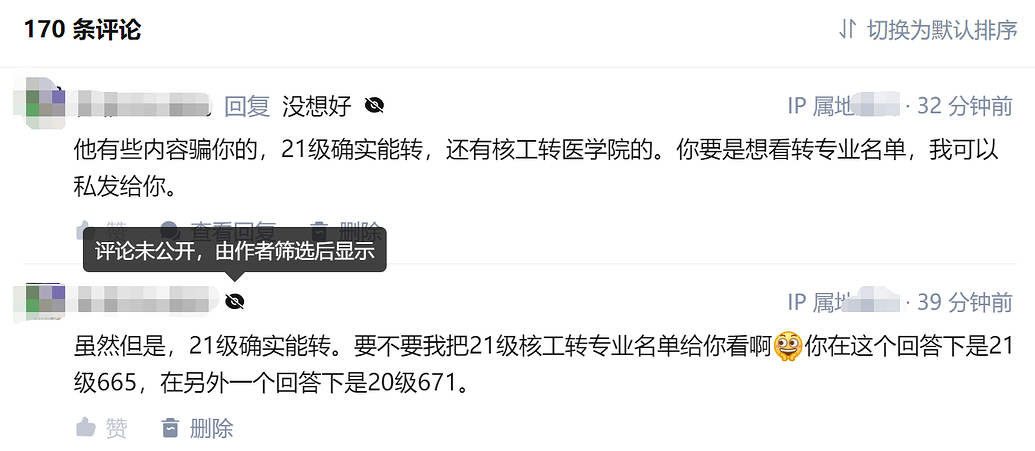 170 条评论
切换为默认排序
回复 没想好
IP 属地 · 32 分钟前
他有些内容骗你的，21级确实能转，还有核工转医学院的。你要是想看转专业名单，我可以
私发给你。
赞 查看回复 删除
评论未公开，由作者筛选后显示
IP 属地 · 39 分钟前
虽然但是，21级确实能转。要不要我把21级核工转专业名单给你看啊 你在这个回答下是21
级665，在另外一个回答下是20级671。
赞 删除